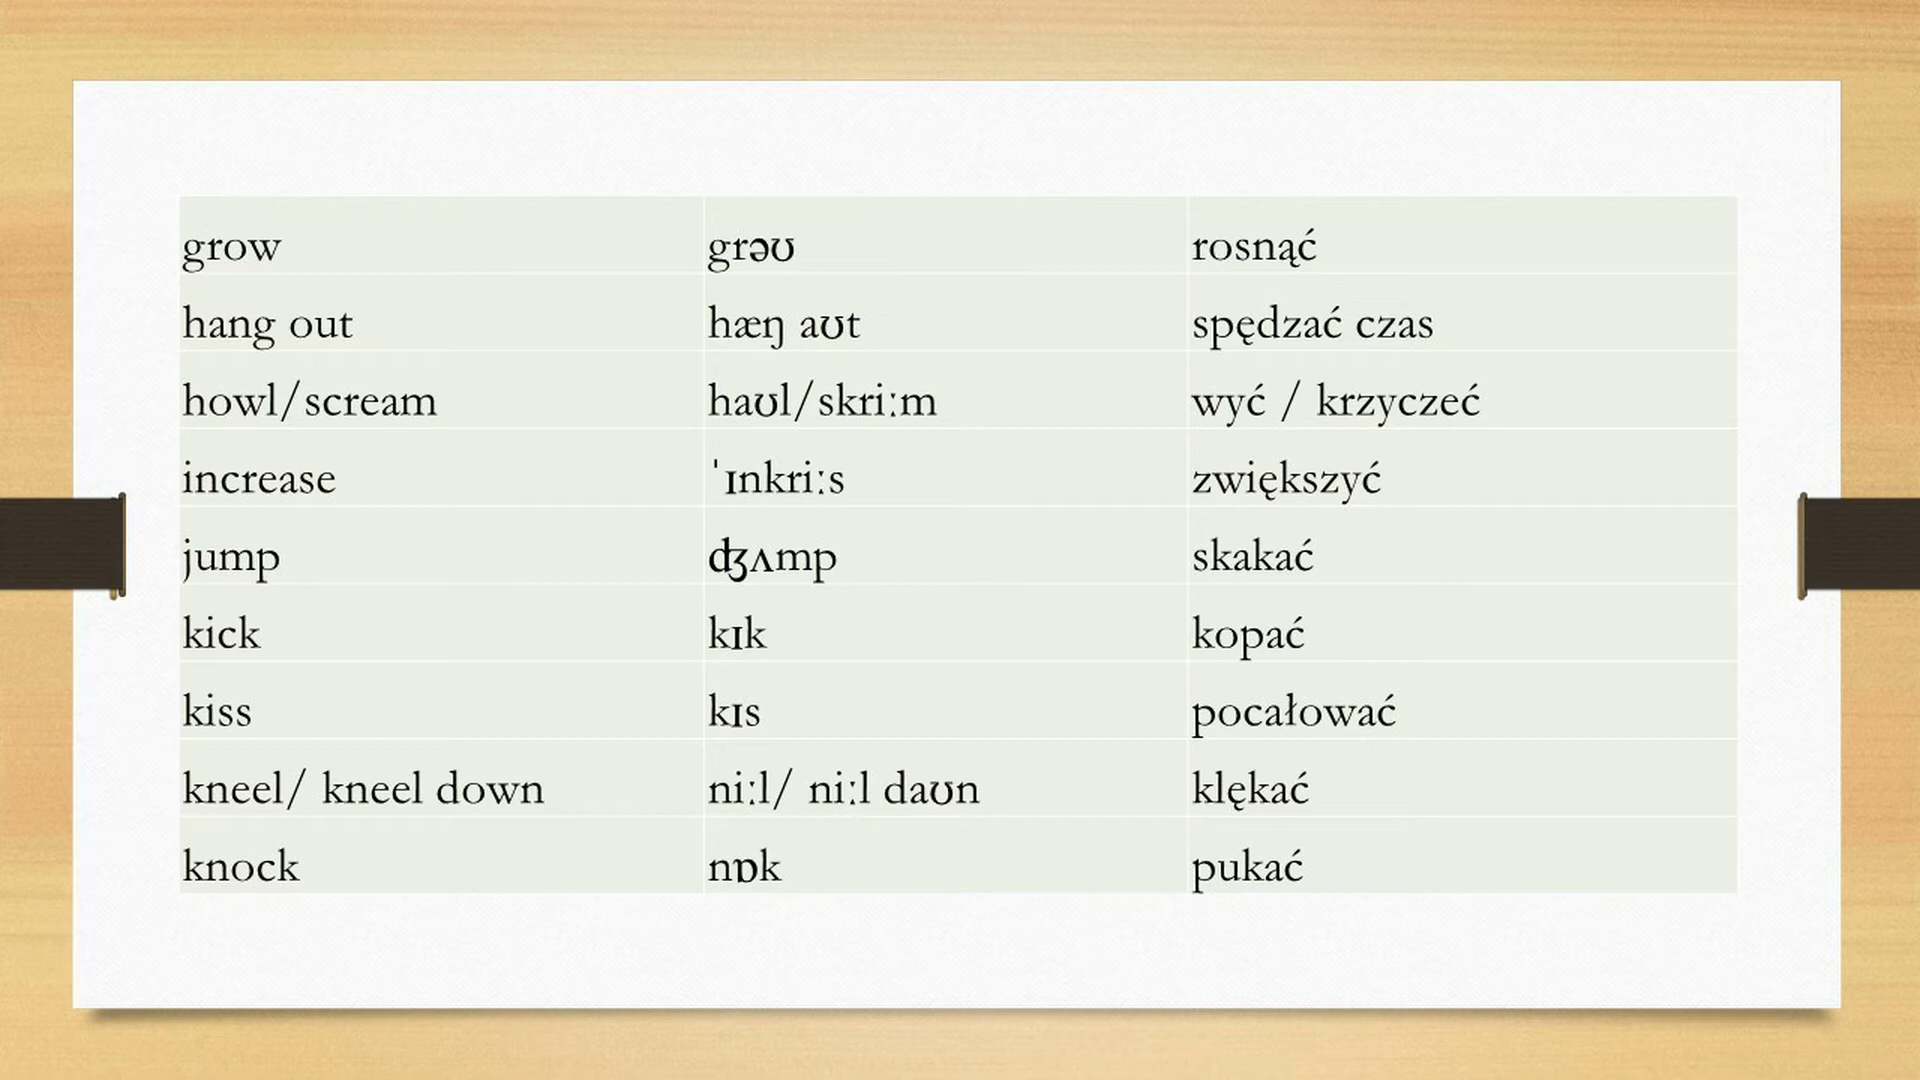 grow grəʊ rosnąć
hang out hæŋ aʊt spędzać czas
howl/scream haʊl/skriːm wyć / krzyczeć
increase ˈɪnkriːs zwiększyć
jump ʤʌmp skakać
kick kɪk kopać
kiss kɪs pocałować
kneel/ kneel down niːl/ niːl daʊn klękać
knock nɒk pukać